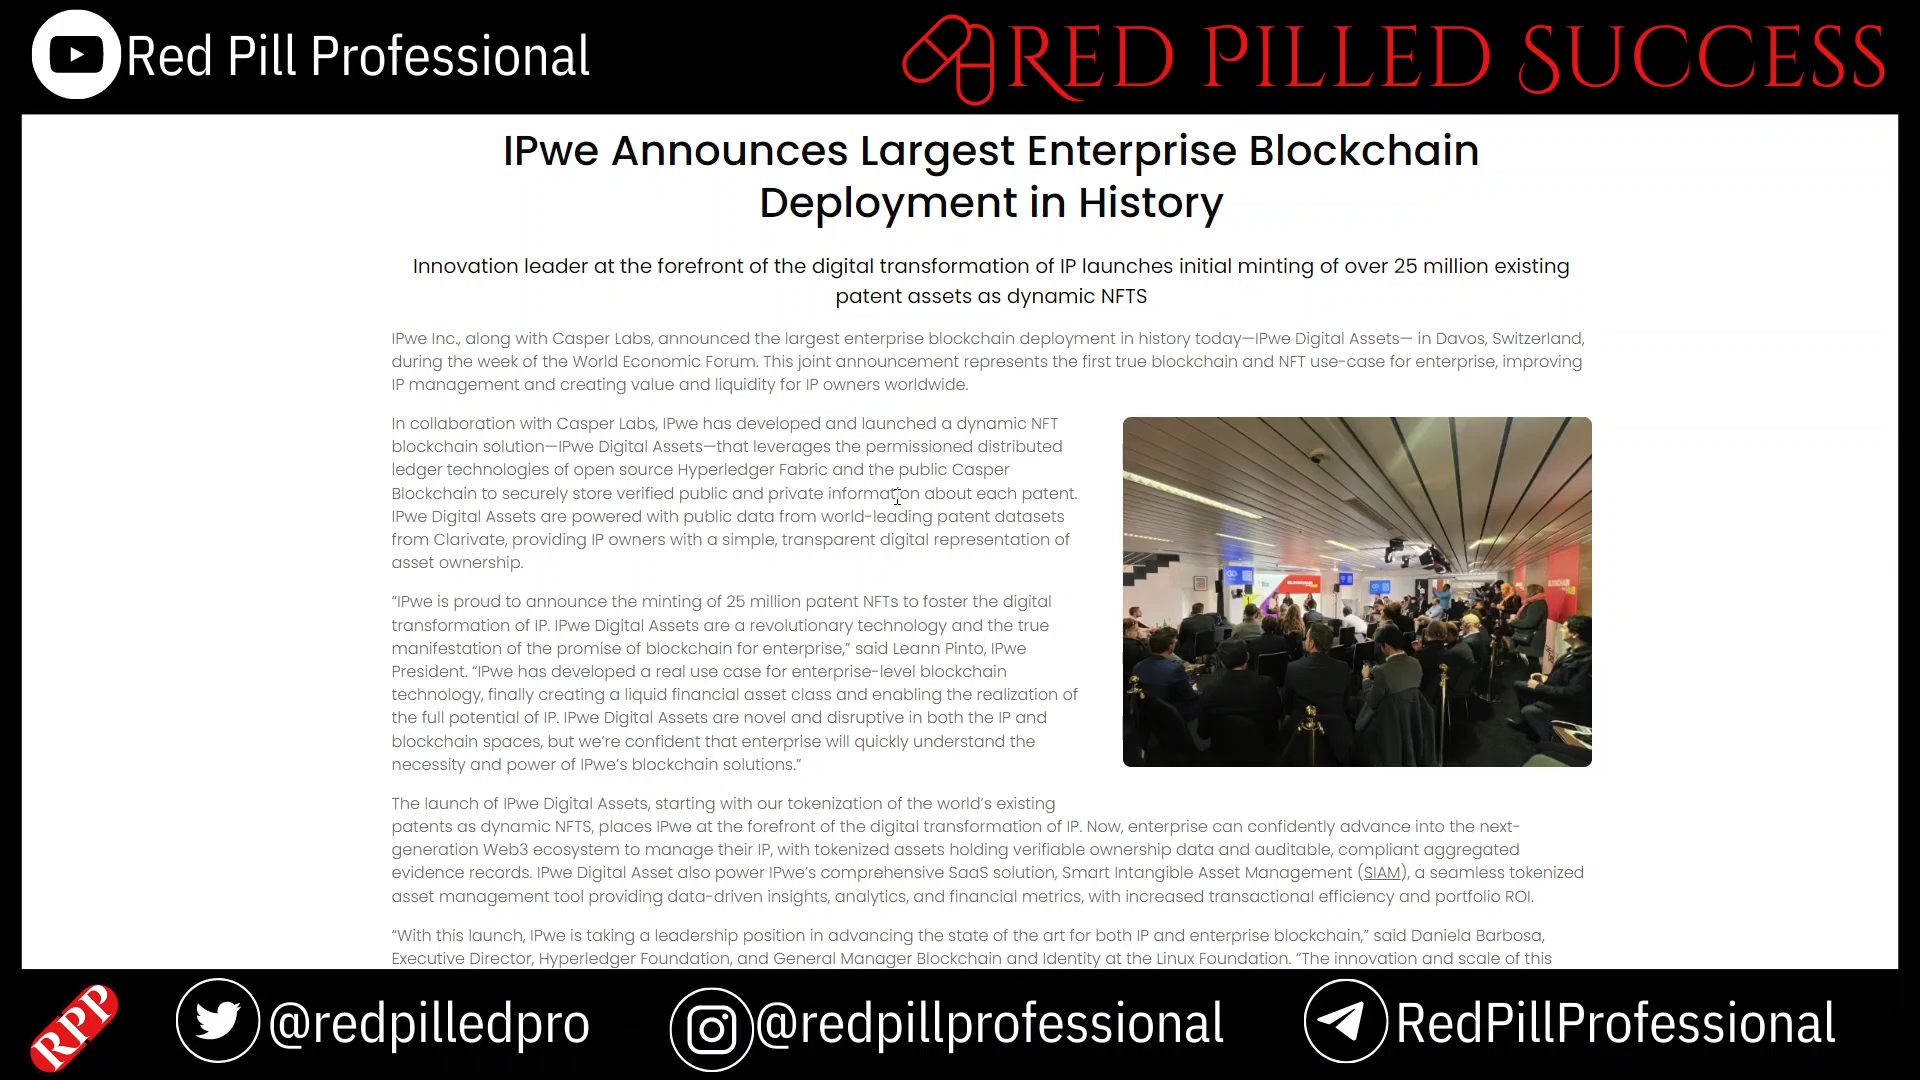 Red Pill Professional
RED PILLED SUCCESS
IPwe Announces Largest Enterprise Blockchain
Deployment in History
Innovation leader at the forefront of the digital transformation of IP launches initial minting of over 25 million existing
patent assets as dynamic NFTS
IPwe Inc., along with Casper Labs, announced the largest enterprise blockchain deployment in history today—IPwe Digital Assets— in Davos, Switzerland,
during the week of the World Economic Forum. This joint announcement represents the first true blockchain and NFT use-case for enterprise, improving
IP management and creating value and liquidity for IP owners worldwide.
In collaboration with Casper Labs, IPwe has developed and launched a dynamic NFT
blockchain solution—IPwe Digital Assets—that leverages the permissioned distributed
ledger technologies of open source Hyperledger Fabric and the public Casper
Blockchain to securely store verified public and private information about each patent.
IPwe Digital Assets are powered with public data from world-leading patent datasets
from Clarivate, providing IP owners with a simple, transparent digital representation of
asset ownership.
“IPwe is proud to announce the minting of 25 million patent NFTs to foster the digital
transformation of IP. IPwe Digital Assets are a revolutionary technology and the true
manifestation of the promise of blockchain for enterprise,” said Leann Pinto, IPwe
President. “IPwe has developed a real use case for enterprise-level blockchain
technology, finally creating a liquid financial asset class and enabling the realization of
the full potential of IP. IPwe Digital Assets are novel and disruptive in both the IP and
blockchain spaces, but we’re confident that enterprise will quickly understand the
necessity and power of IPwe’s blockchain solutions.”
The launch of IPwe Digital Assets, starting with our tokenization of the world’s existing
patents as dynamic NFTS, places IPwe at the forefront of the digital transformation of IP. Now, enterprise can confidently advance into the next-
generation Web3 ecosystem to manage their IP, with tokenized assets holding verifiable ownership data and auditable, compliant aggregated
evidence records. IPwe Digital Asset also power IPwe’s comprehensive SaaS solution, Smart Intangible Asset Management (SIAM), a seamless tokenized
asset management tool providing data-driven insights, analytics, and financial metrics, with increased transactional efficiency and portfolio ROI.
“With this launch, IPwe is taking a leadership position in advancing the state of the art for both IP and enterprise blockchain,” said Daniela Barbosa,
Executive Director, Hyperledger Foundation, and General Manager Blockchain and Identity at the Linux Foundation. “The innovation and scale of this
RPP
@redpilledpro
@redpillprofessional
RedPillProfessional